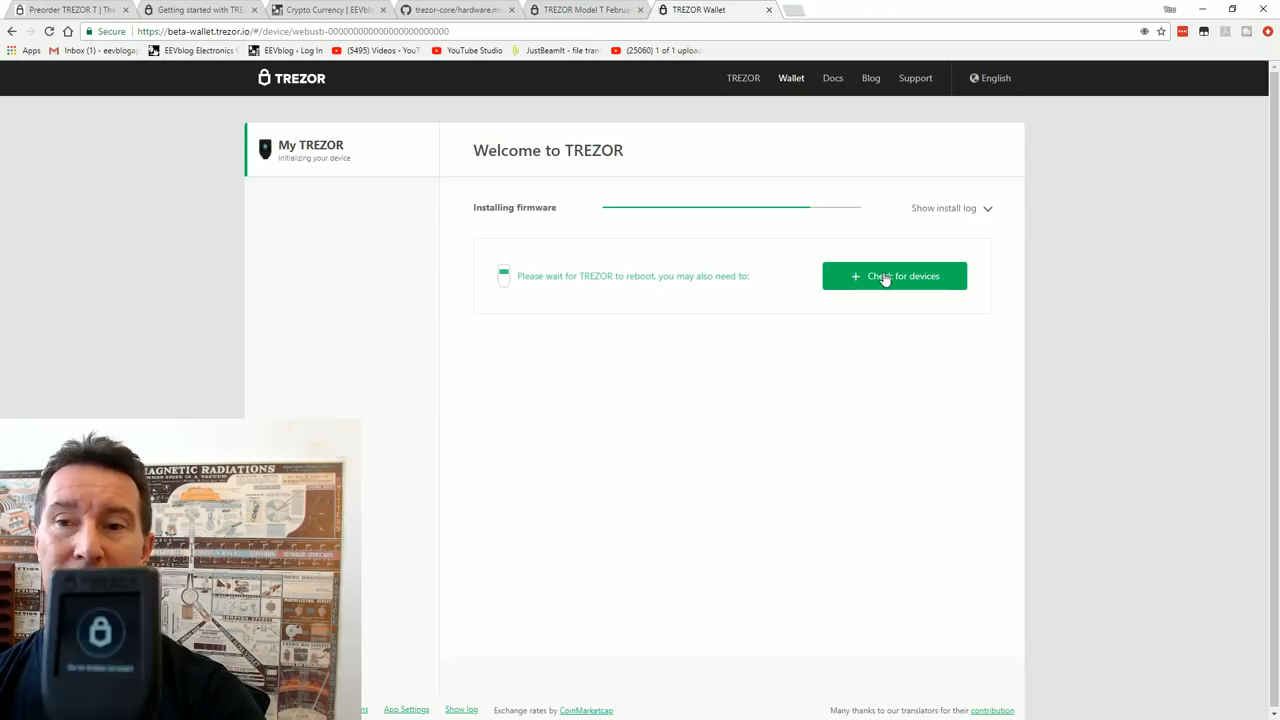 Preorder TREZOR T | The
Getting started with TRE
Crypto Currency | EEVbl
trezor-core/hardware.m
TREZOR Model T Februa
TREZOR Wallet
You
Secure
https://beta-wallet.trezor.io/#/device/webusb-000000000000000000000000
Apps
Inbox (10) - eevblogap
EEVblog Electronics C
EEVblog ‹ Log In
(5495) Videos - YouT
YouTube Studio
JustBeamIt - file tran
(25060) 1 of 1 upload
TREZOR
TREZOR
Wallet
Docs
Blog
Support
English
My TREZOR
Initializing your device
Welcome to TREZOR
Installing firmware
Show install log
Please wait for TREZOR to reboot, you may also need to:
+ Check for devices
MAGNETIC RADIATIONS
App Settings
Show log
Exchange rates by CoinMarketcap
Many thanks to our translators for their contribution